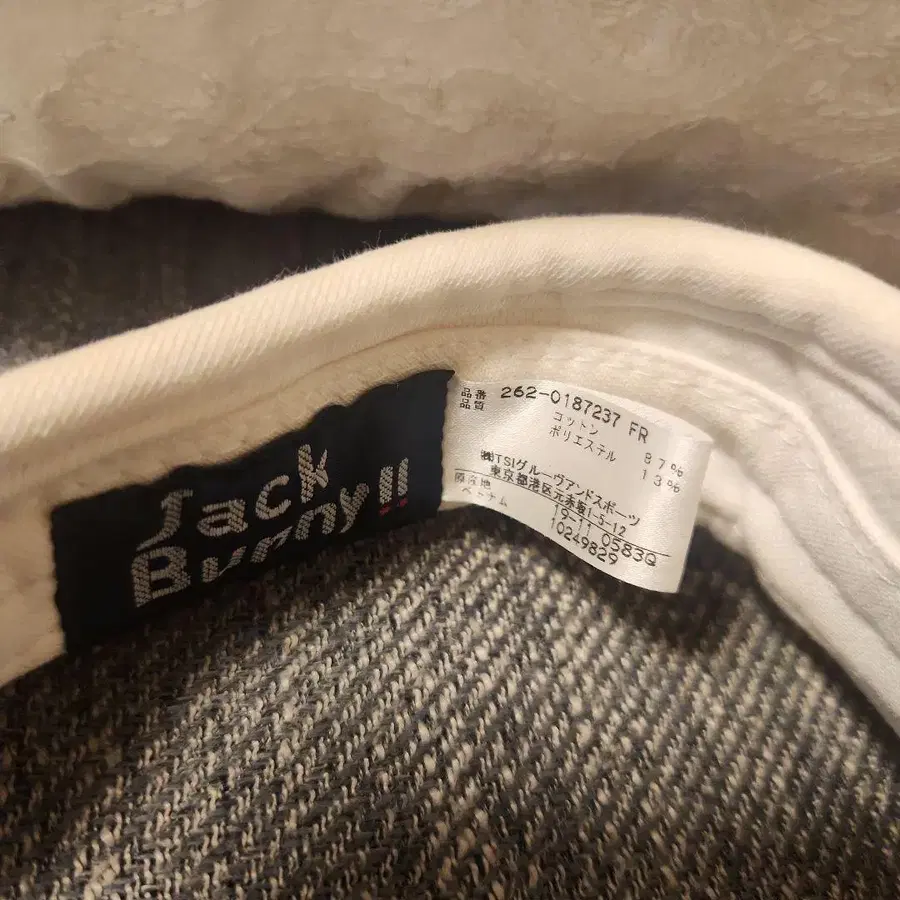 Jack
Bunny!!
品番 262-0187237 FR
品質
コットン 87%
ポリエステル 13%
㈱TSIグルーヴアンドスポーツ
東京都港区元赤坂1-5-12
原産地 19-11 0583Q
ベトナム 10249829